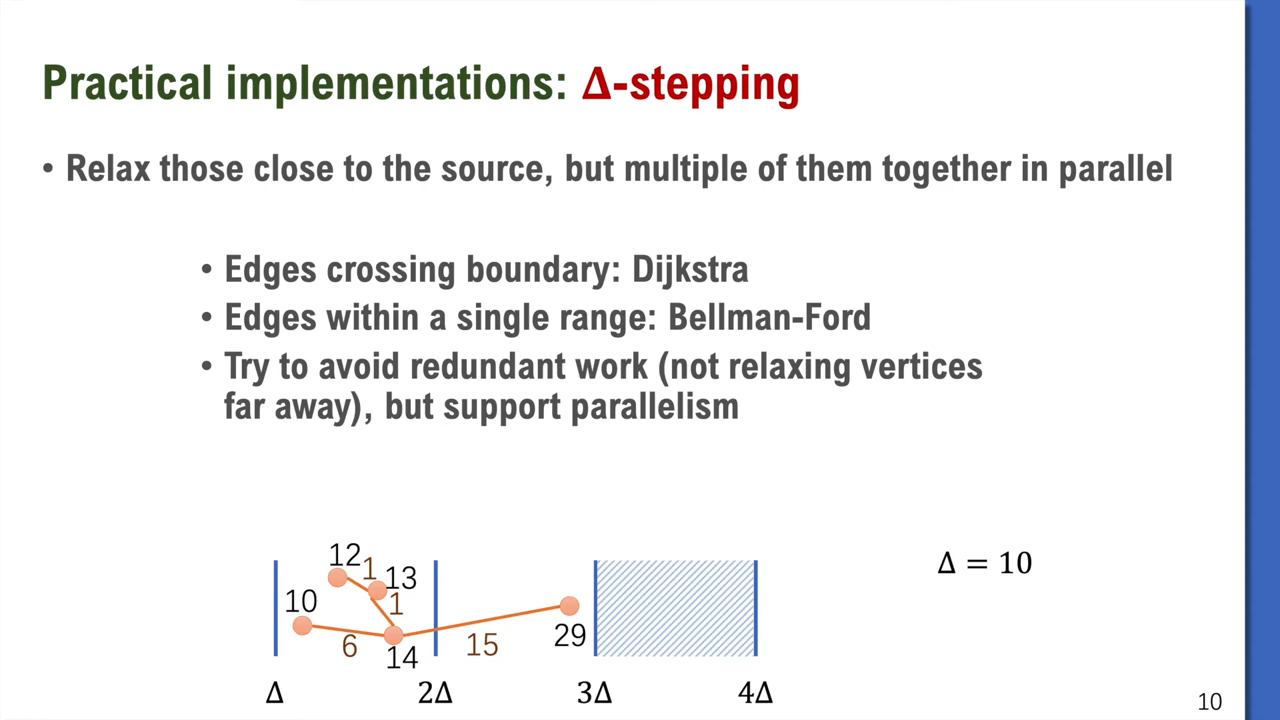 Practical implementations: Δ-stepping
• Relax those close to the source, but multiple of them together in parallel
• Edges crossing boundary: Dijkstra
• Edges within a single range: Bellman-Ford
• Try to avoid redundant work (not relaxing vertices
far away), but support parallelism
12
1
13
Δ = 10
10
1
6
14
15
29
Δ
2Δ
3Δ
4Δ
10